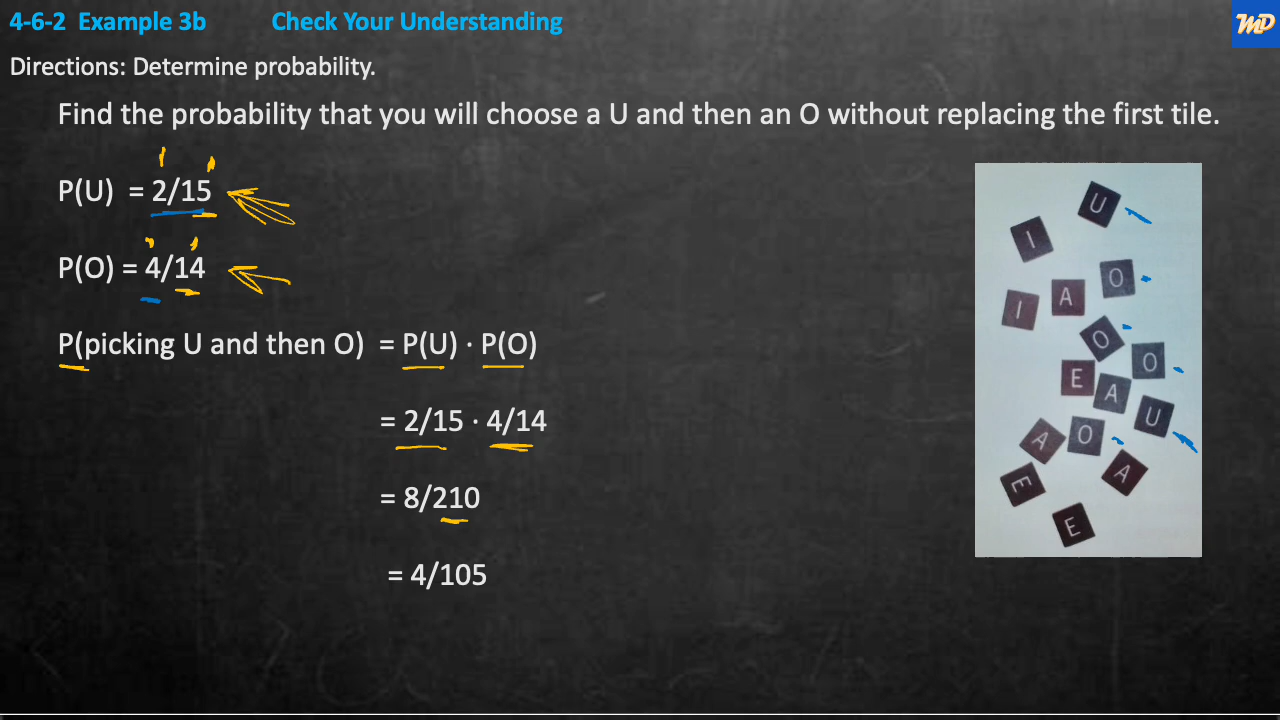 4-6-2 Example 3b Check Your Understanding
MD
Directions: Determine probability.
Find the probability that you will choose a U and then an O without replacing the first tile.
P(U) = 2/15
P(O) = 4/14
P(picking U and then O) = P(U) · P(O)
= 2/15 · 4/14
= 8/210
= 4/105
U
I
O
A
I
O
O
E
A
U
O
A
A
E
E